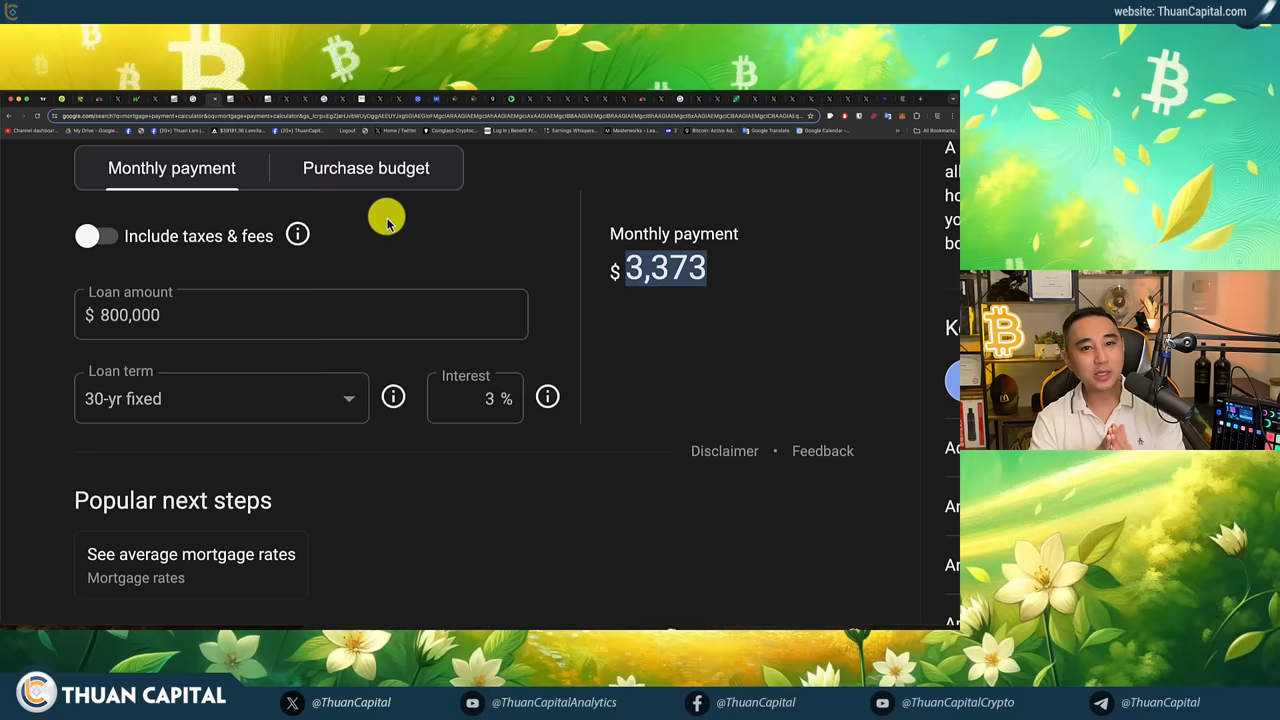 website: ThuanCapital.com
Monthly payment
Purchase budget
Include taxes & fees
Monthly payment
$ 3,373
Loan amount
$ 800,000
Loan term
30-yr fixed
Interest
3 %
Disclaimer • Feedback
Popular next steps
See average mortgage rates
Mortgage rates
THUAN CAPITAL
@ThuanCapital
@ThuanCapitalAnalytics
@ThuanCapital
@ThuanCapitalCrypto
@ThuanCapital